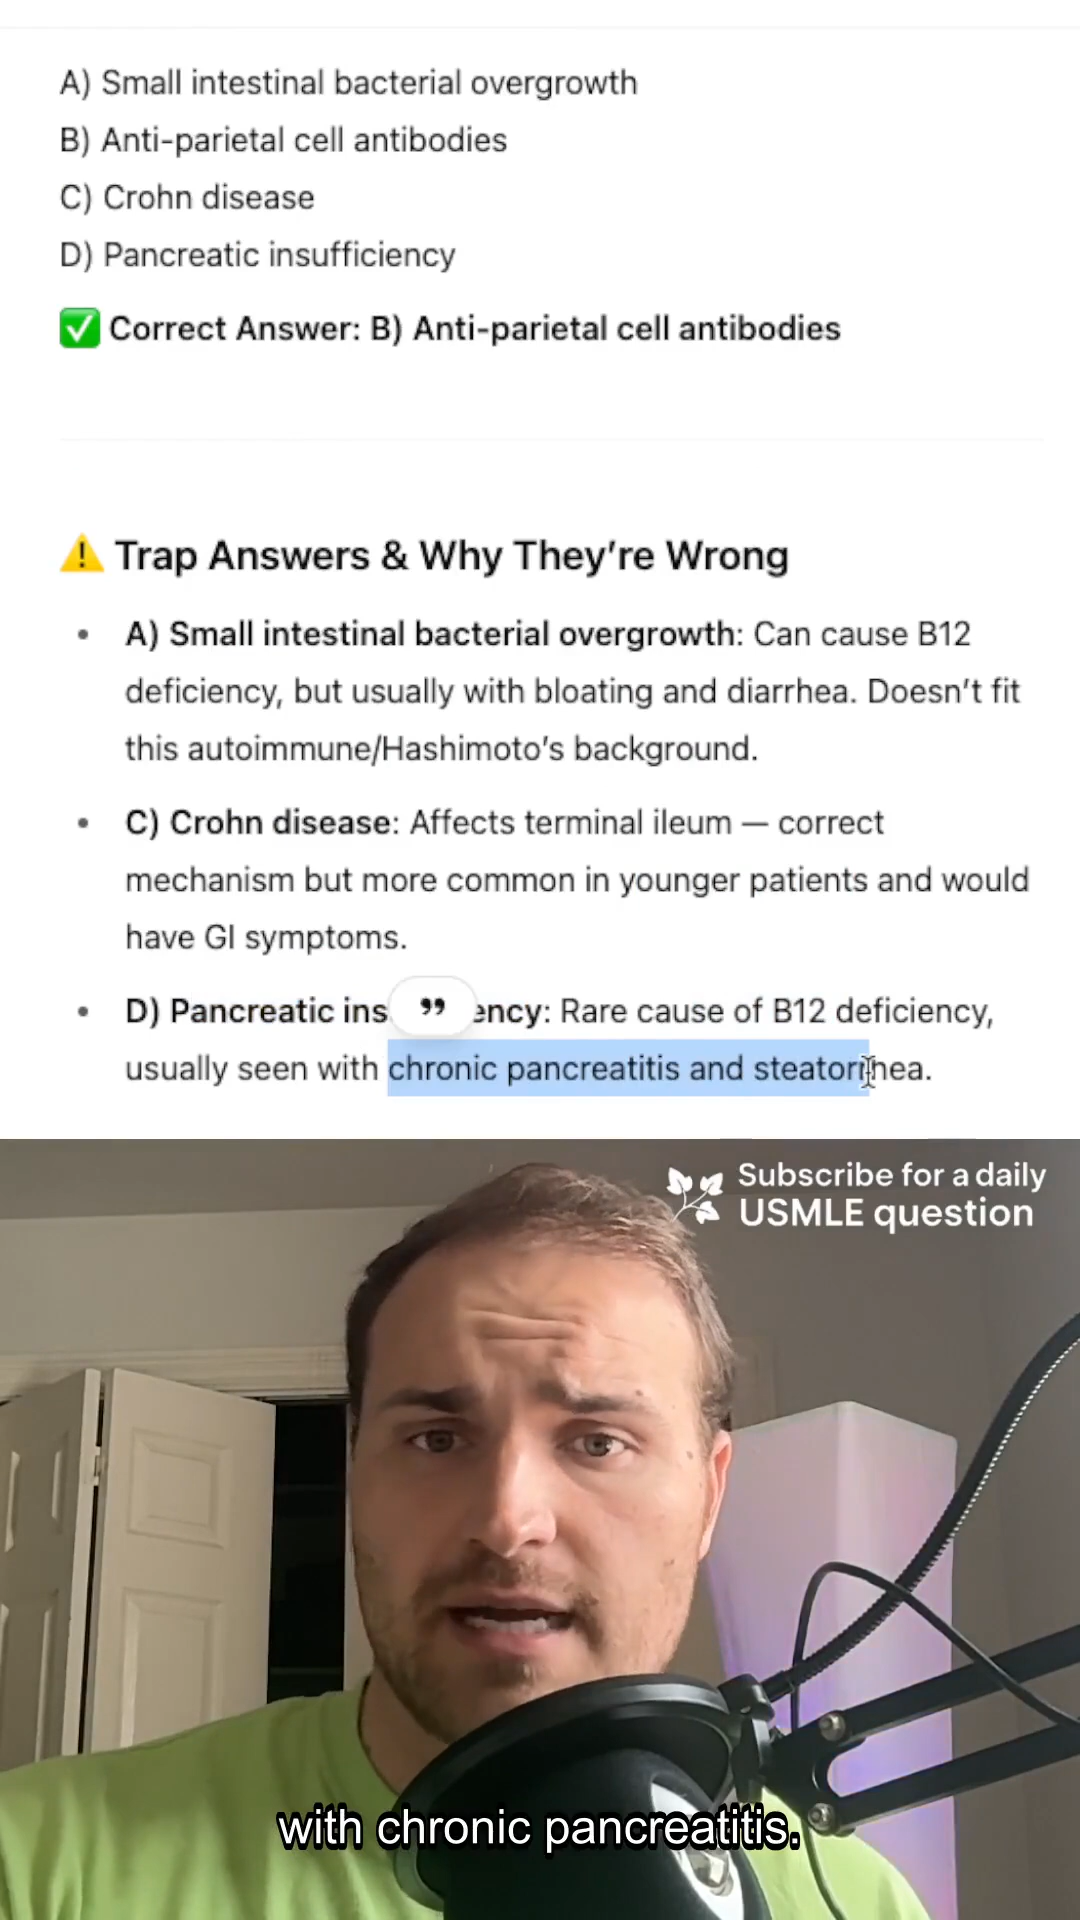 A) Small intestinal bacterial overgrowth
B) Anti-parietal cell antibodies
C) Crohn disease
D) Pancreatic insufficiency
✅ Correct Answer: B) Anti-parietal cell antibodies
⚠️ Trap Answers & Why They’re Wrong
• A) Small intestinal bacterial overgrowth: Can cause B12
deficiency, but usually with bloating and diarrhea. Doesn’t fit
this autoimmune/Hashimoto’s background.
• C) Crohn disease: Affects terminal ileum — correct
mechanism but more common in younger patients and would
have GI symptoms.
• D) Pancreatic ins ency: Rare cause of B12 deficiency,
usually seen with chronic pancreatitis and steatorrhea.
Subscribe for a daily
USMLE question
with chronic pancreatitis.